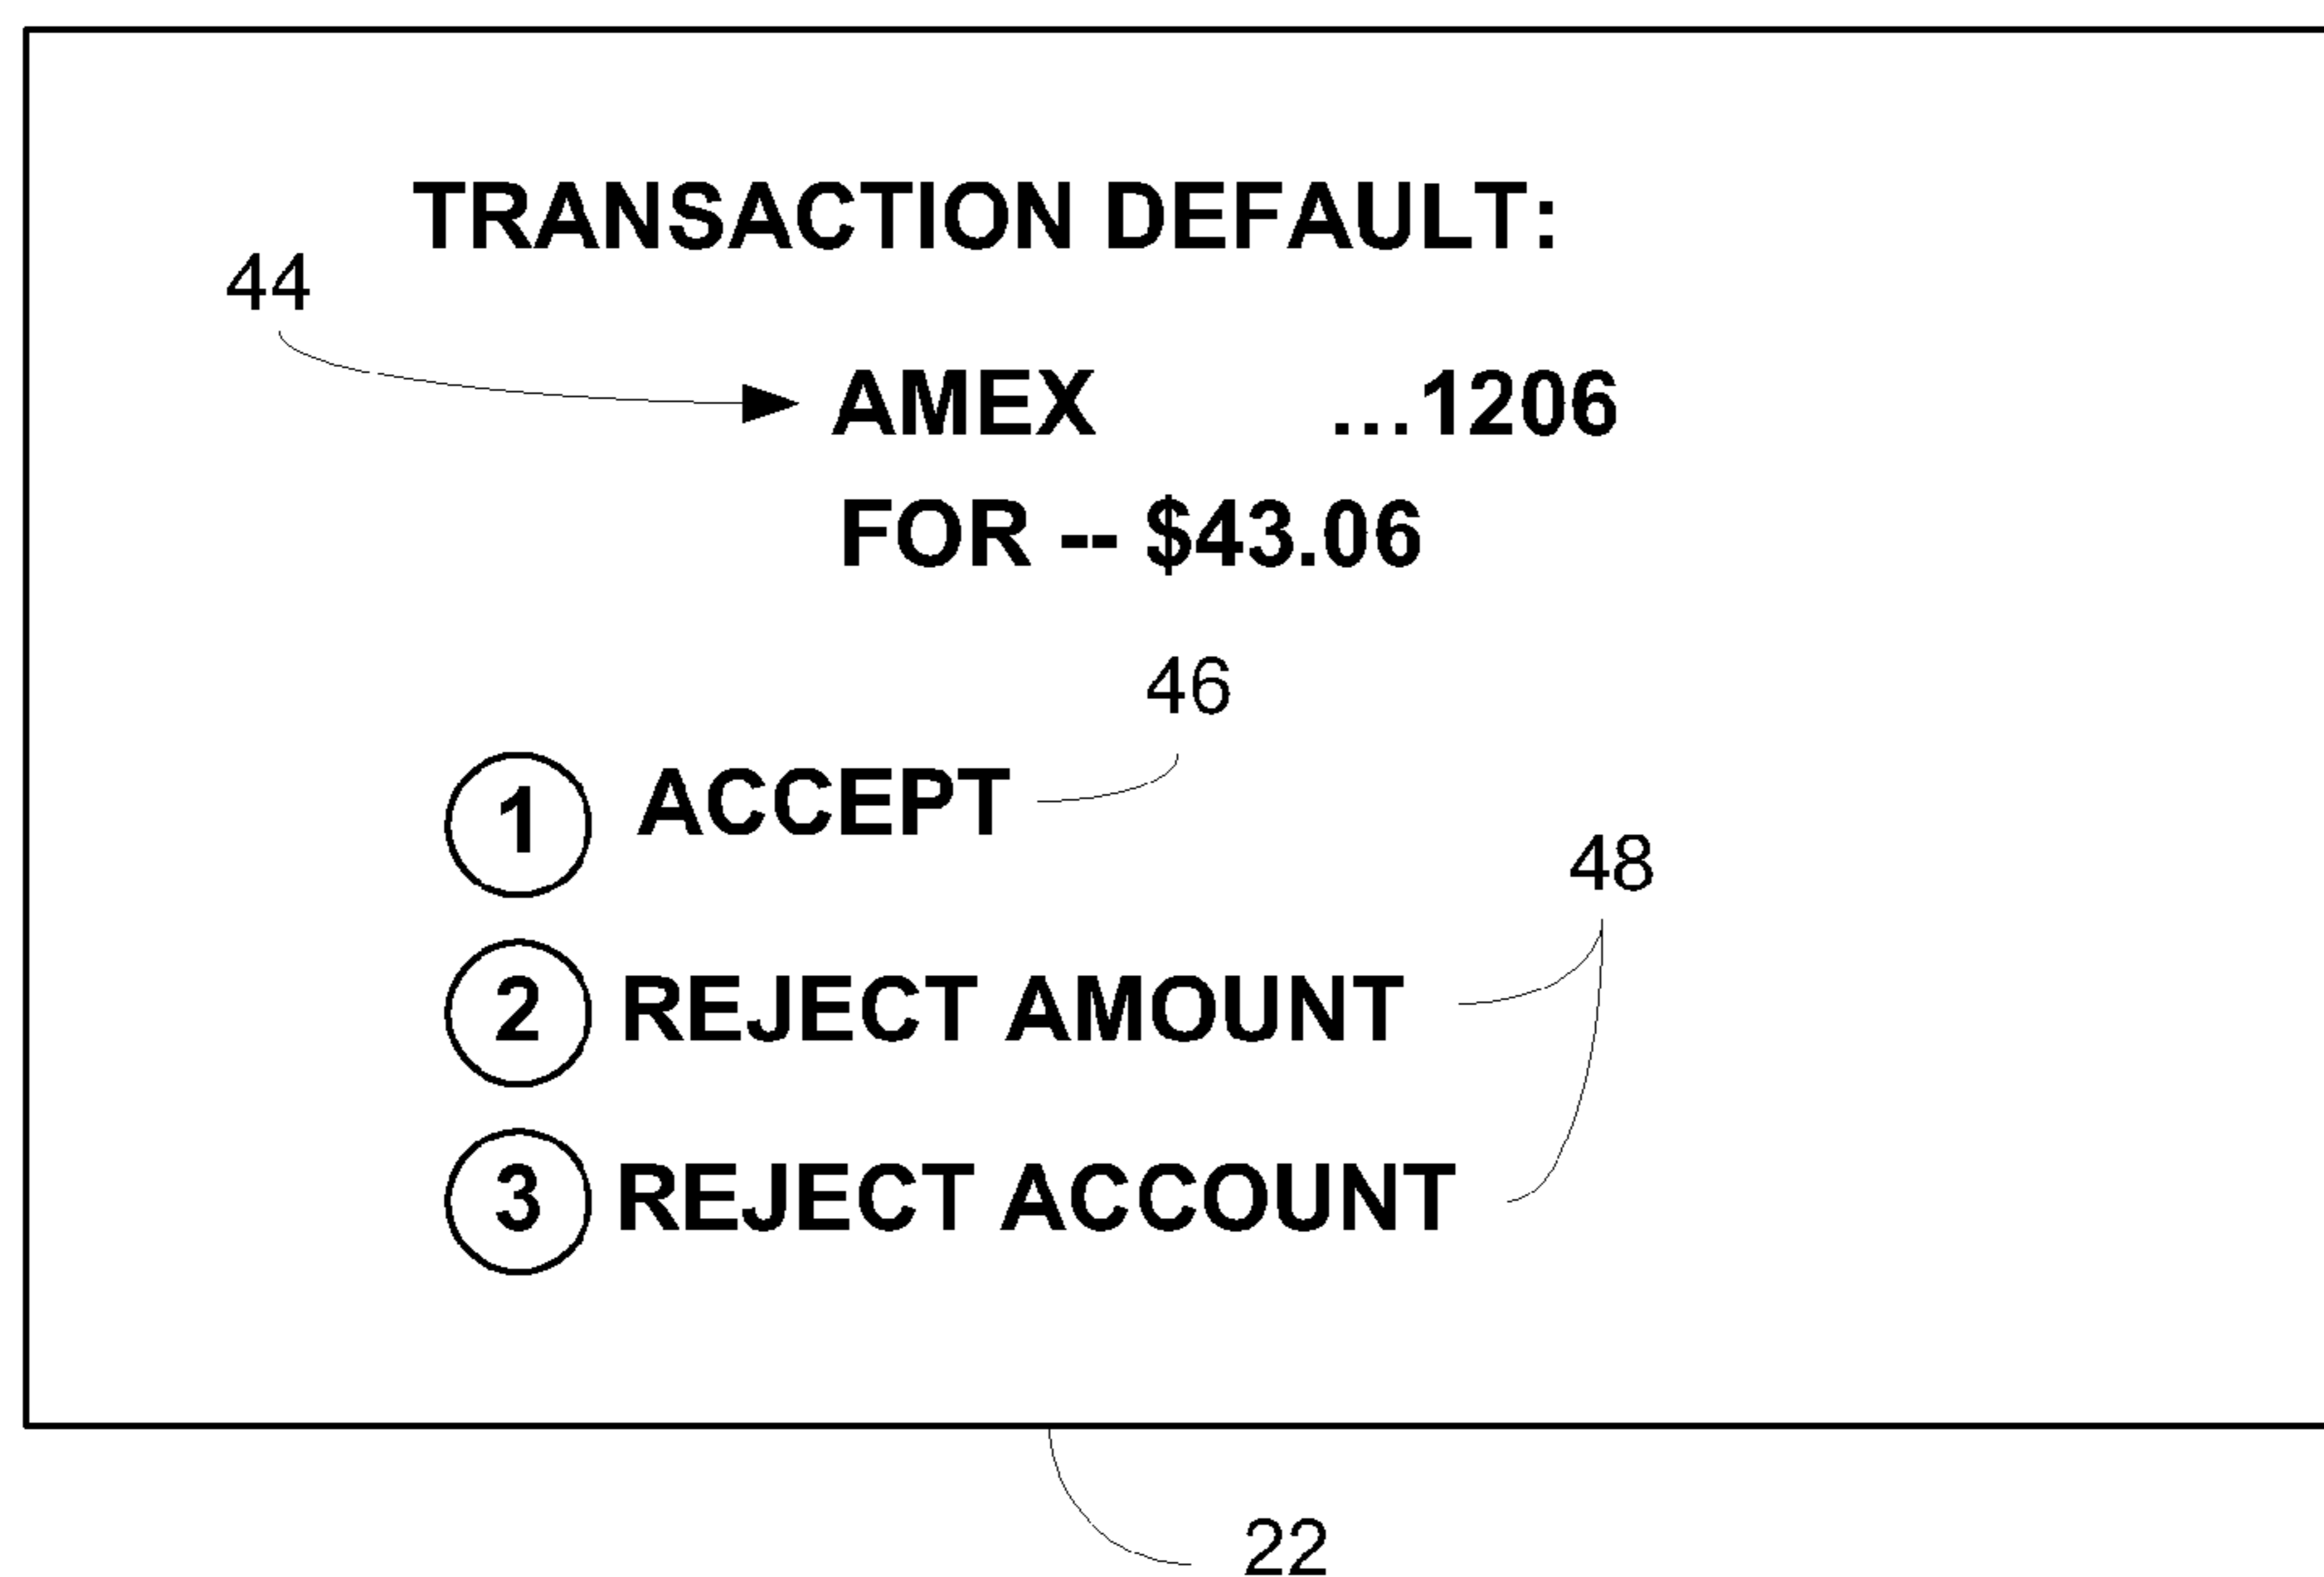 TRANSACTION DEFAULT:
44
AMEX ...1206
FOR -- $43.06
46
1 ACCEPT
48
2 REJECT AMOUNT
3 REJECT ACCOUNT
22